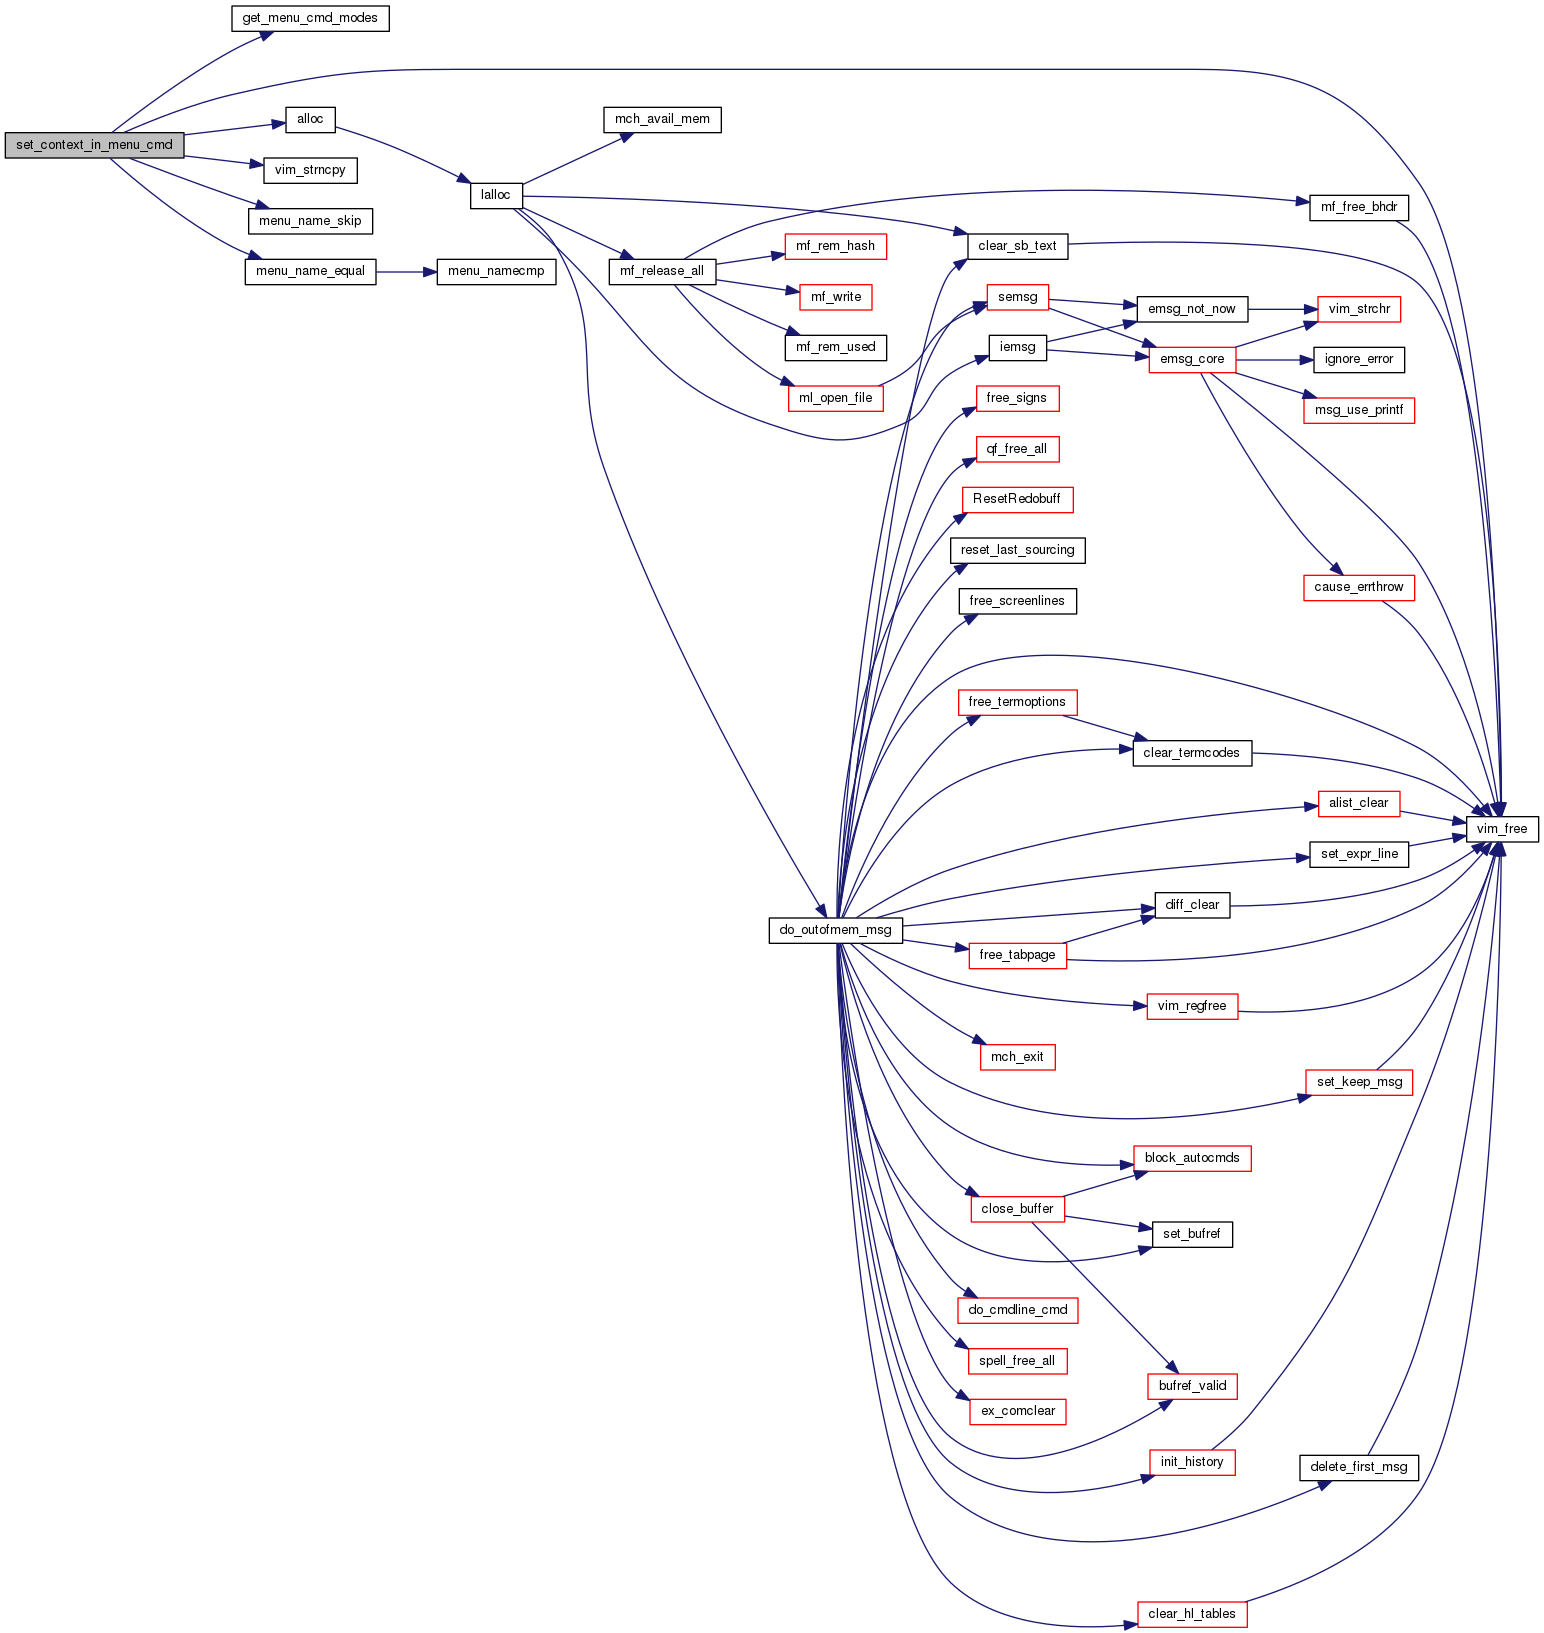 get_menu_cmd_modes
set_context_in_menu_cmd
alloc
vim_strncpy
menu_name_skip
menu_name_equal
menu_namecmp
lalloc
mch_avail_mem
mf_release_all
mf_rem_hash
mf_write
mf_rem_used
ml_open_file
mf_free_bhdr
clear_sb_text
semsg
iemsg
emsg_not_now
emsg_core
vim_strchr
ignore_error
msg_use_printf
cause_errthrow
free_signs
qf_free_all
ResetRedobuff
reset_last_sourcing
free_screenlines
free_termoptions
clear_termcodes
alist_clear
vim_free
set_expr_line
diff_clear
do_outofmem_msg
free_tabpage
vim_regfree
mch_exit
set_keep_msg
block_autocmds
close_buffer
set_bufref
do_cmdline_cmd
spell_free_all
bufref_valid
ex_comclear
init_history
delete_first_msg
clear_hl_tables